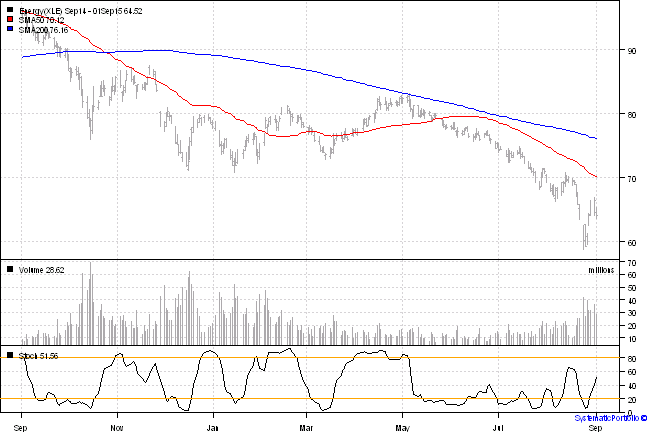 Energy(XLE) Sep14 - 01Sep15 64.52
SMA50 70.12
SMA200 76.16
90
80
70
60
Volume 28.62
millions
70
60
50
40
30
20
10
Stoch 51.56
80
60
40
20
0
SystematicPortfolio ©
Sep Nov Jan Mar May Jul Sep